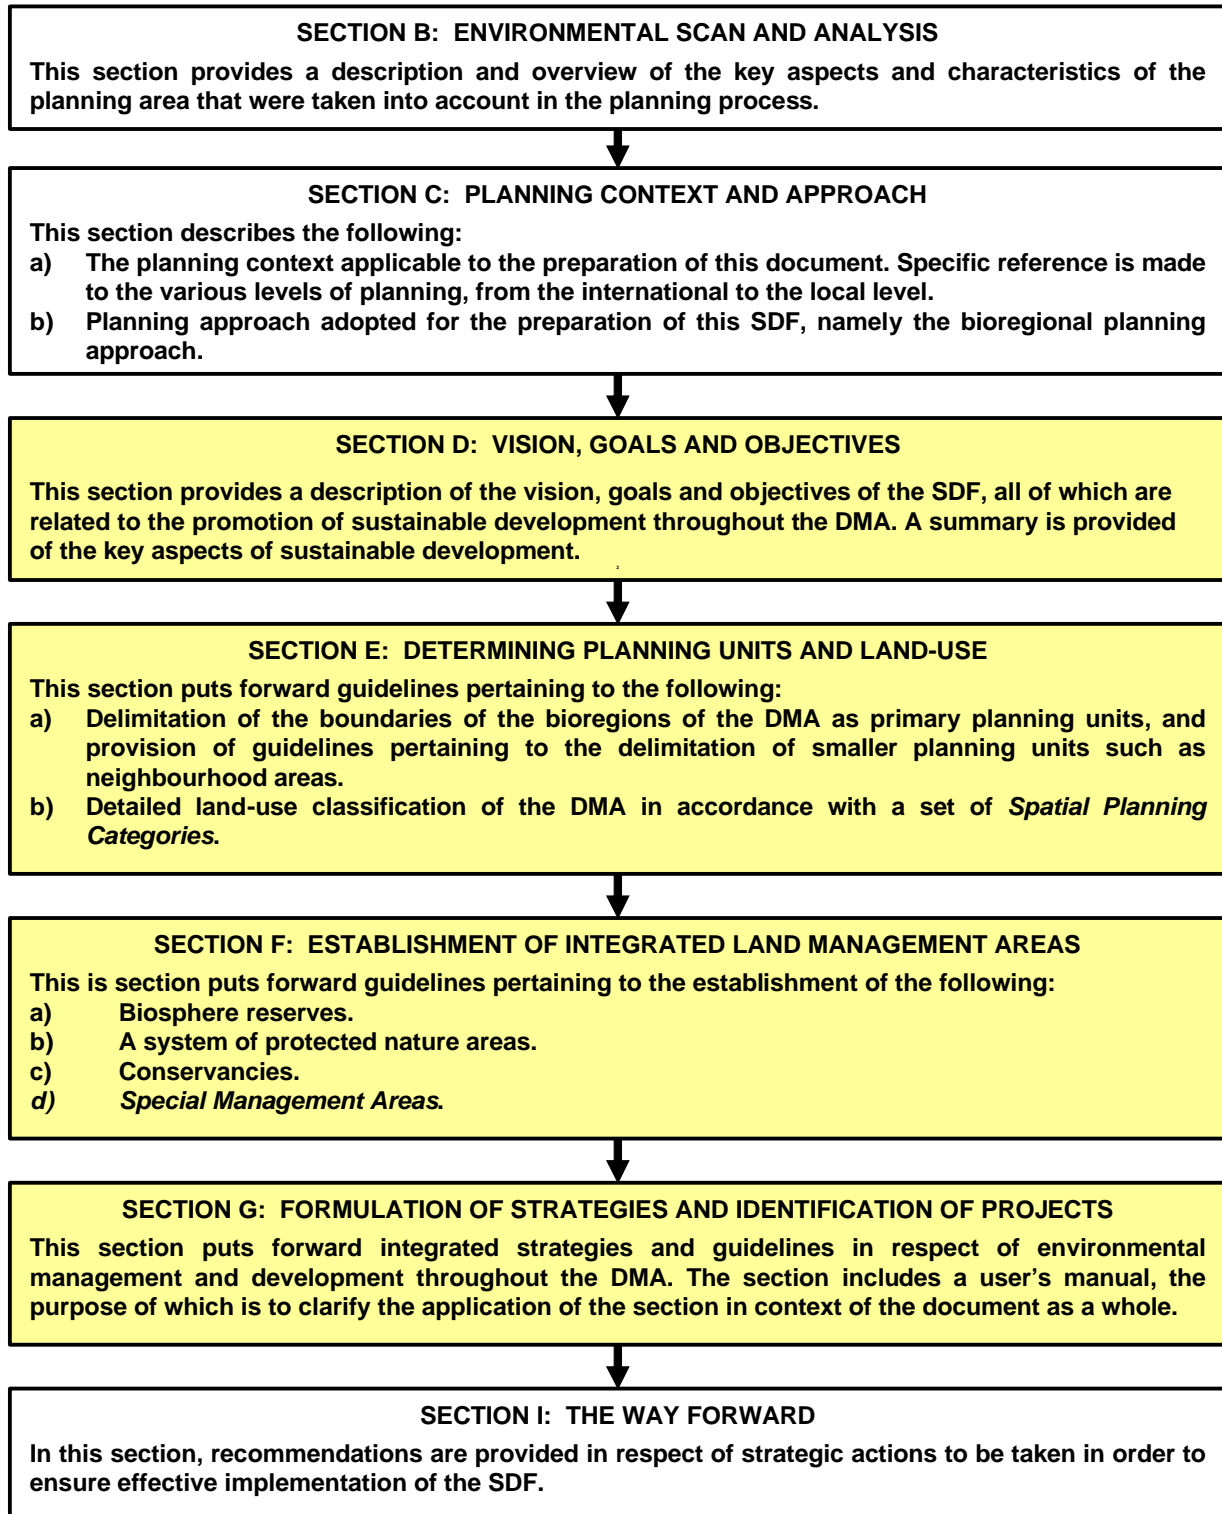 SECTION B: ENVIRONMENTAL SCAN AND ANALYSIS
This section provides a description and overview of the key aspects and characteristics of the
planning area that were taken into account in the planning process.
SECTION C: PLANNING CONTEXT AND APPROACH
This section describes the following:
a) The planning context applicable to the preparation of this document. Specific reference is made
to the various levels of planning, from the international to the local level.
b) Planning approach adopted for the preparation of this SDF, namely the bioregional planning
approach.
SECTION D: VISION, GOALS AND OBJECTIVES
This section provides a description of the vision, goals and objectives of the SDF, all of which are
related to the promotion of sustainable development throughout the DMA. A summary is provided
of the key aspects of sustainable development.
SECTION E: DETERMINING PLANNING UNITS AND LAND-USE
This section puts forward guidelines pertaining to the following:
a) Delimitation of the boundaries of the bioregions of the DMA as primary planning units, and
provision of guidelines pertaining to the delimitation of smaller planning units such as
neighbourhood areas.
b) Detailed land-use classification of the DMA in accordance with a set of Spatial Planning
Categories.
SECTION F: ESTABLISHMENT OF INTEGRATED LAND MANAGEMENT AREAS
This is section puts forward guidelines pertaining to the establishment of the following:
a) Biosphere reserves.
b) A system of protected nature areas.
c) Conservancies.
d) Special Management Areas.
SECTION G: FORMULATION OF STRATEGIES AND IDENTIFICATION OF PROJECTS
This section puts forward integrated strategies and guidelines in respect of environmental
management and development throughout the DMA. The section includes a user's manual, the
purpose of which is to clarify the application of the section in context of the document as a whole.
SECTION I: THE WAY FORWARD
In this section, recommendations are provided in respect of strategic actions to be taken in order to
ensure effective implementation of the SDF.